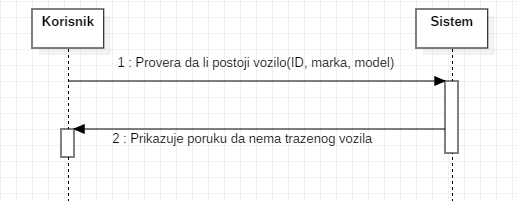 Korisnik
Sistem
1 : Provera da li postoji vozilo(ID, marka, model)
2 : Prikazuje poruku da nema trazenog vozila